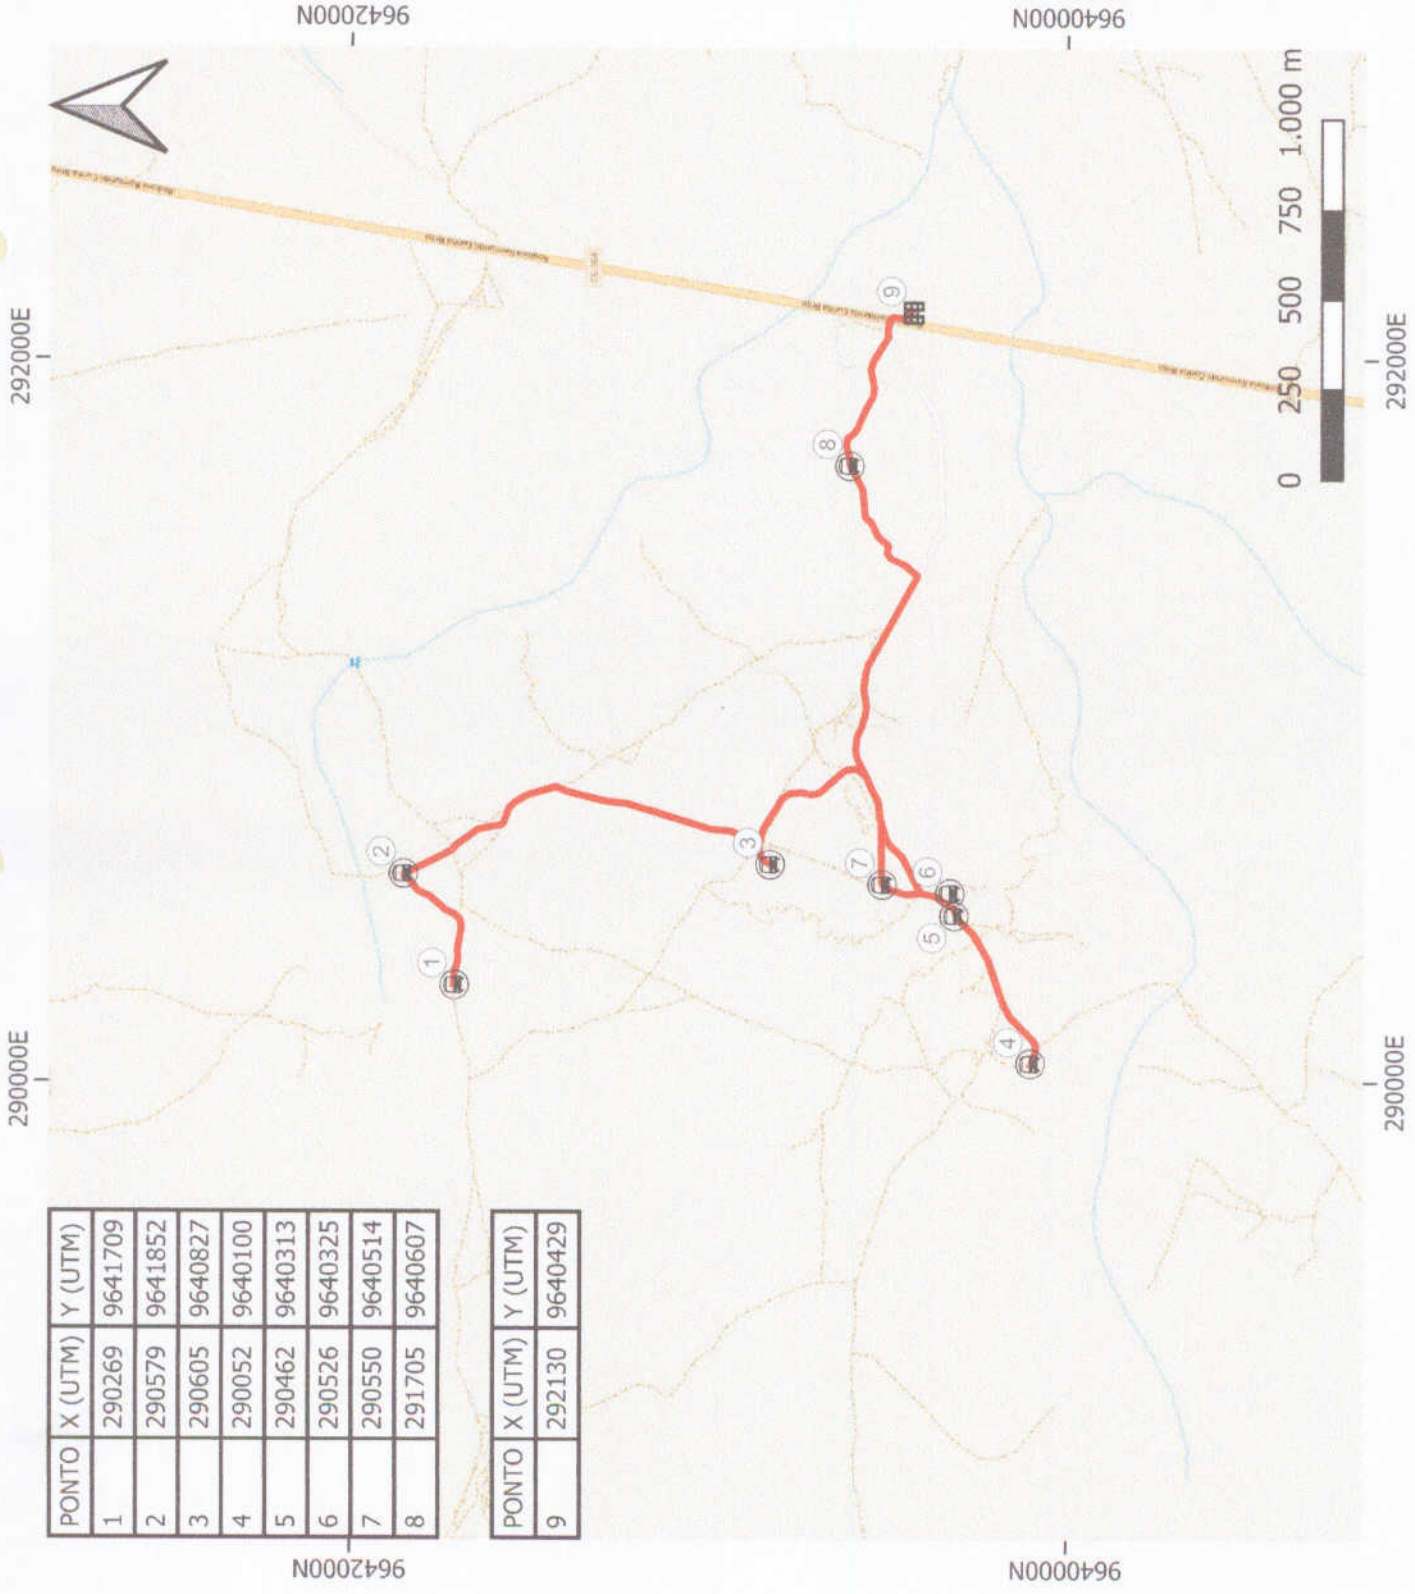 9642000N
9640000N
292000E
290000E
PONTO X (UTM) Y (UTM)
1 290269 9641709
2 290579 9641852
3 290605 9640827
4 290052 9640100
5 290462 9640313
6 290526 9640325
7 290550 9640514
8 291705 9640607
PONTO X (UTM) Y (UTM)
9 292130 9640429
1
2
3
4
5
6
7
8
9
0 250 500 750 1.000 m
292000E
290000E
9642000N
9640000N